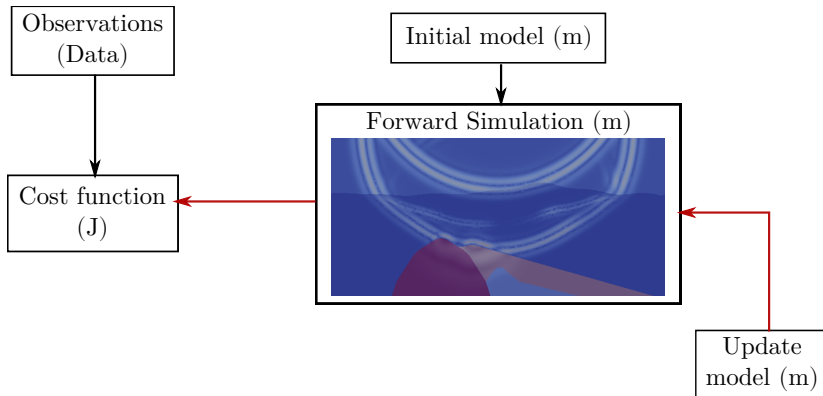 Observations
(Data)
Initial model (m)
Forward Simulation (m)
Cost function
(J)
Update
model (m)